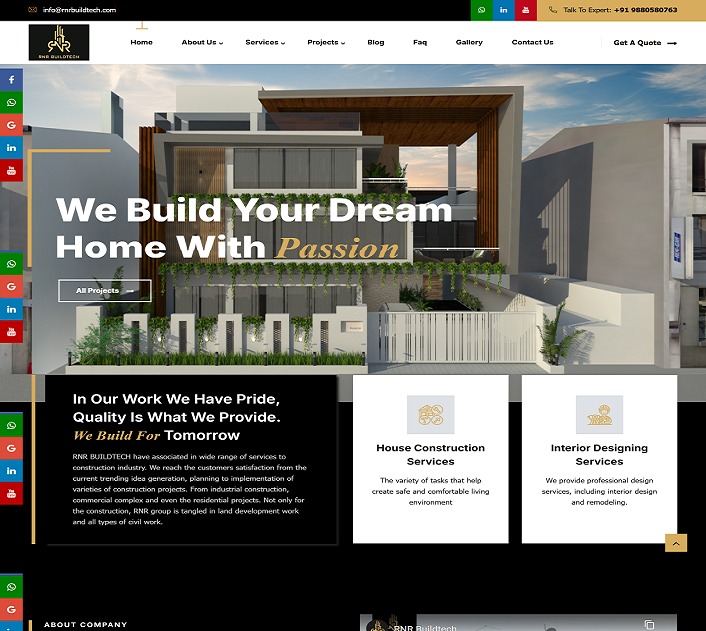 info@rnrbuildtech.com
Talk To Expert: +91 9880580763
RNR BUILDTECH
Home
About Us
Services
Projects
Blog
Faq
Gallery
Contact Us
Get A Quote
We Build Your Dream
Home With Passion
All Projects
In Our Work We Have Pride,
Quality Is What We Provide.
We Build For Tomorrow
RNR BUILDTECH have associated in wide range of services to
construction industry. We reach the customers satisfaction from the
current trending idea generation, planning to implementation of
varieties of construction projects. From industrial construction,
commercial complex and even the residential projects. Not only for
the construction, RNR group is tangled in land development work
and all types of civil work.
House Construction
Services
The variety of tasks that help
create safe and comfortable living
environment
Interior Designing
Services
We provide professional design
services, including interior design
and remodeling.
ABOUT COMPANY
RNR Buildtech